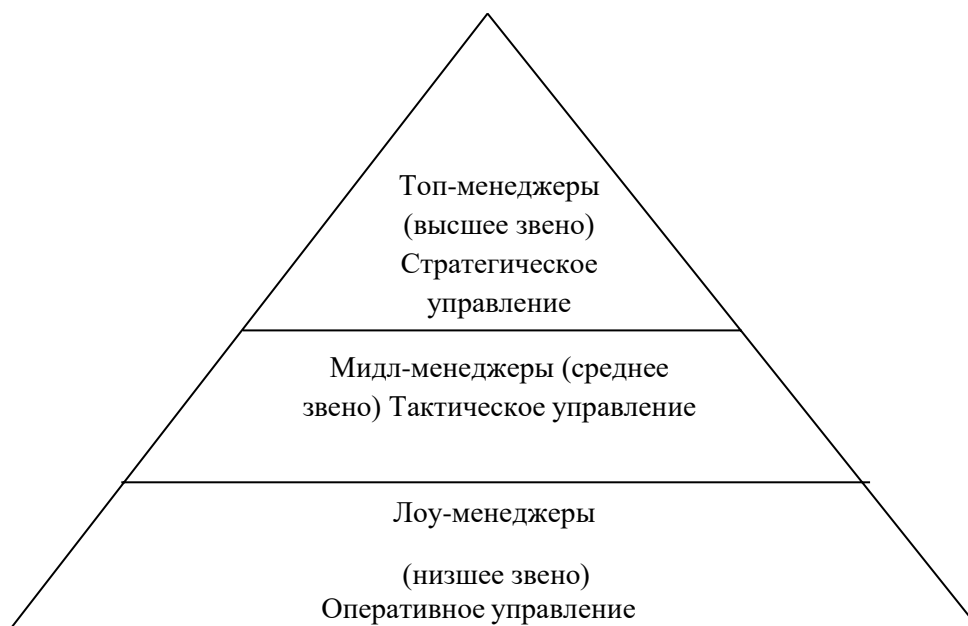 Топ-менеджеры
(высшее звено)
Стратегическое
управление
Мидл-менеджеры (среднее
звено) Тактическое управление
Лоу-менеджеры
(низшее звено)
Оперативное управление